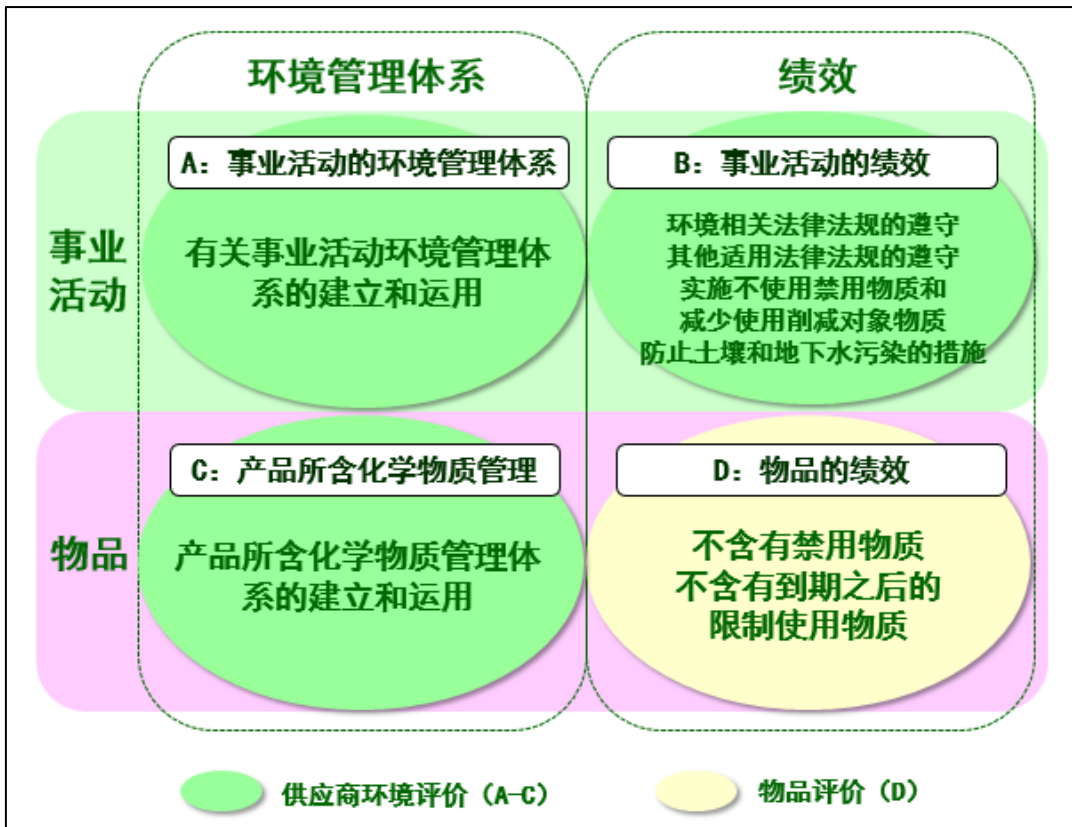 环境管理体系
绩效
事业
活动
A：事业活动的环境管理体系
有关事业活动环境管理体
系的建立和运用
B：事业活动的绩效
环境相关法律法规的遵守
其他适用法律法规的遵守
实施不使用禁用物质和
减少使用削减对象物质
防止土壤和地下水污染的措施
物品
C：产品所含化学物质管理
产品所含化学物质管理体
系的建立和运用
D：物品的绩效
不含有禁用物质
不含有到期之后的
限制使用物质
供应商环境评价（A-C）
物品评价（D）